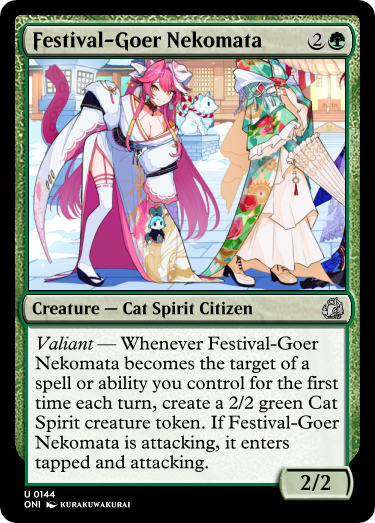 Festival-Goer Nekomata 2
Creature — Cat Spirit Citizen
Valiant — Whenever Festival-Goer
Nekomata becomes the target of a
spell or ability you control for the first
time each turn, create a 2/2 green Cat
Spirit creature token. If Festival-Goer
Nekomata is attacking, it enters
tapped and attacking.
2/2
U 0144
ONI KURAKUWAKURAI